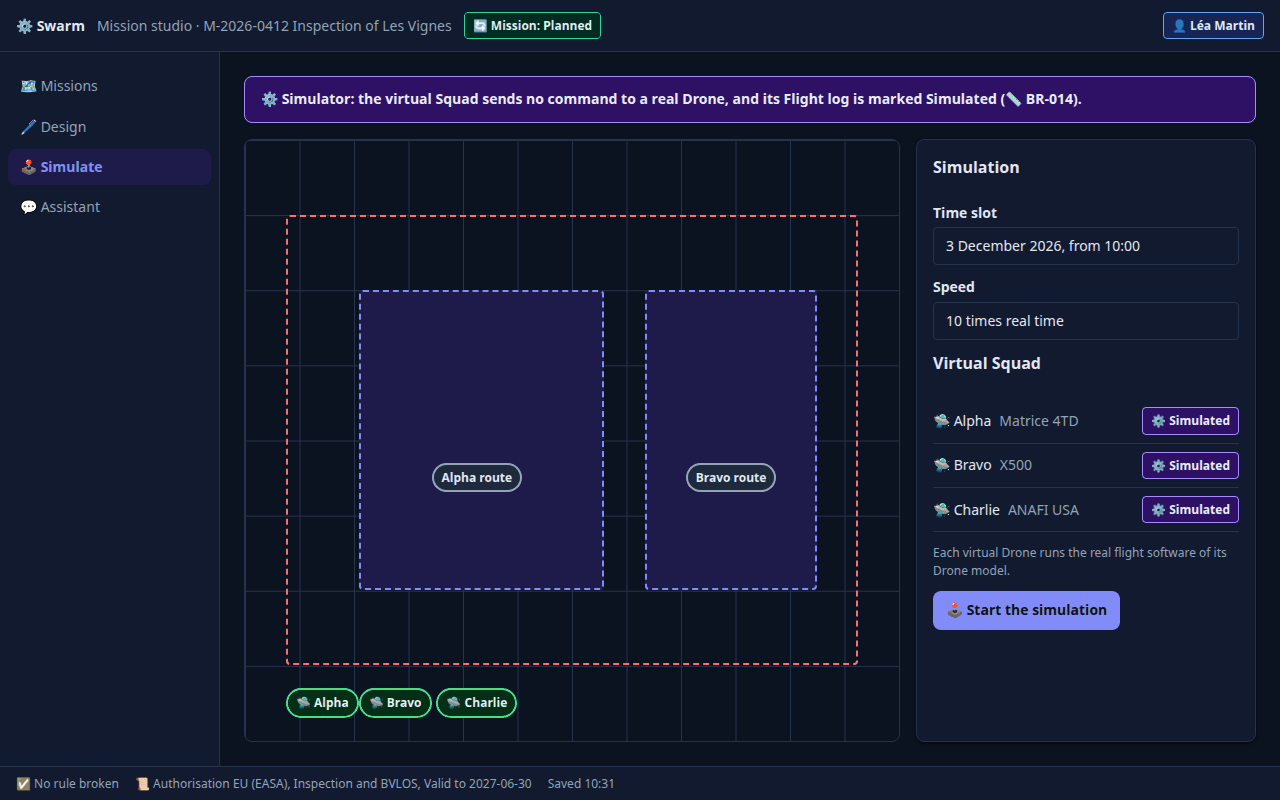 ⚙️ Swarm Mission studio · M-2026-0412 Inspection of Les Vignes 🔄 Mission: Planned 👤 Léa Martin
🗺️ Missions
🖊️ Design
🕹️ Simulate
💬 Assistant
⚙️ Simulator: the virtual Squad sends no command to a real Drone, and its Flight log is marked Simulated (📏 BR-014).
Alpha route
Bravo route
🛸 Alpha
🛸 Bravo
🛸 Charlie
Simulation
Time slot
3 December 2026, from 10:00
Speed
10 times real time
Virtual Squad
🛸 Alpha Matrice 4TD ⚙️ Simulated
🛸 Bravo X500 ⚙️ Simulated
🛸 Charlie ANAFI USA ⚙️ Simulated
Each virtual Drone runs the real flight software of its
Drone model.
🕹️ Start the simulation
☑️ No rule broken 📜 Authorisation EU (EASA), Inspection and BVLOS, Valid to 2027-06-30 Saved 10:31